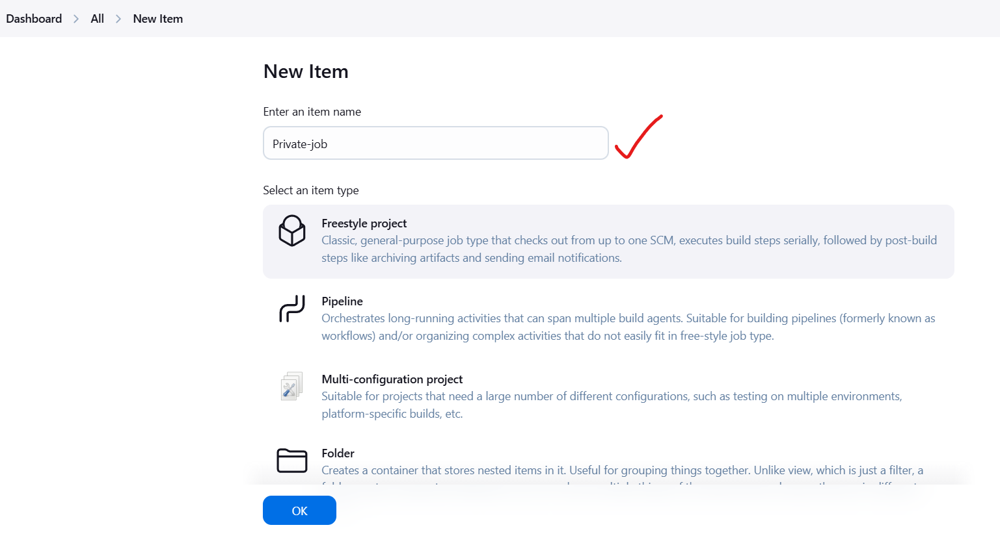 Dashboard > All > New Item
New Item
Enter an item name
Private-job
Select an item type
Freestyle project
Classic, general-purpose job type that checks out from up to one SCM, executes build steps serially, followed by post-build
steps like archiving artifacts and sending email notifications.
Pipeline
Orchestrates long-running activities that can span multiple build agents. Suitable for building pipelines (formerly known as
workflows) and/or organizing complex activities that do not easily fit in free-style job type.
Multi-configuration project
Suitable for projects that need a large number of different configurations, such as testing on multiple environments,
platform-specific builds, etc.
Folder
Creates a container that stores nested items in it. Useful for grouping things together. Unlike view, which is just a filter, a
OK